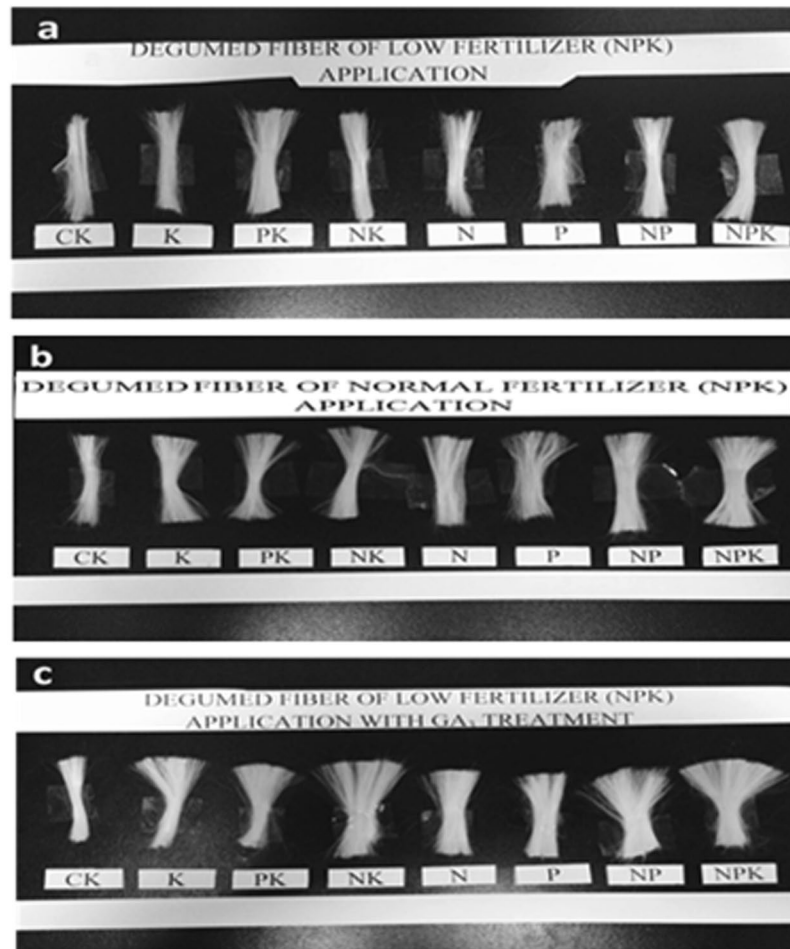 a
DEGUMED FIBER OF LOW FERTILIZER (NPK)
APPLICATION
CK K PK NK N P NP NPK
b
DEGUMED FIBER OF NORMAL FERTILIZER (NPK)
APPLICATION
CK K PK NK N P NP NPK
c
DEGUMED FIBER OF LOW FERTILIZER (NPK)
APPLICATION WITH GA₃ TREATMENT
CK K PK NK N P NP NPK